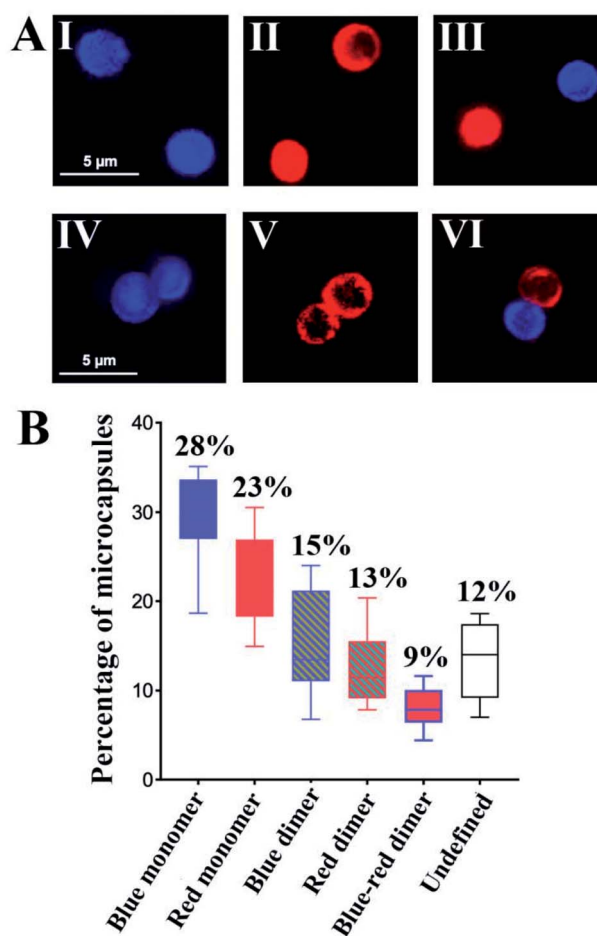 A
I
II
III
5 µm
IV
V
VI
5 µm
B
Percentage of microcapsules
40
30
20
10
0
28%
23%
15%
13%
9%
12%
Blue monomer
Red monomer
Blue dimer
Red dimer
Blue-red dimer
Undefined